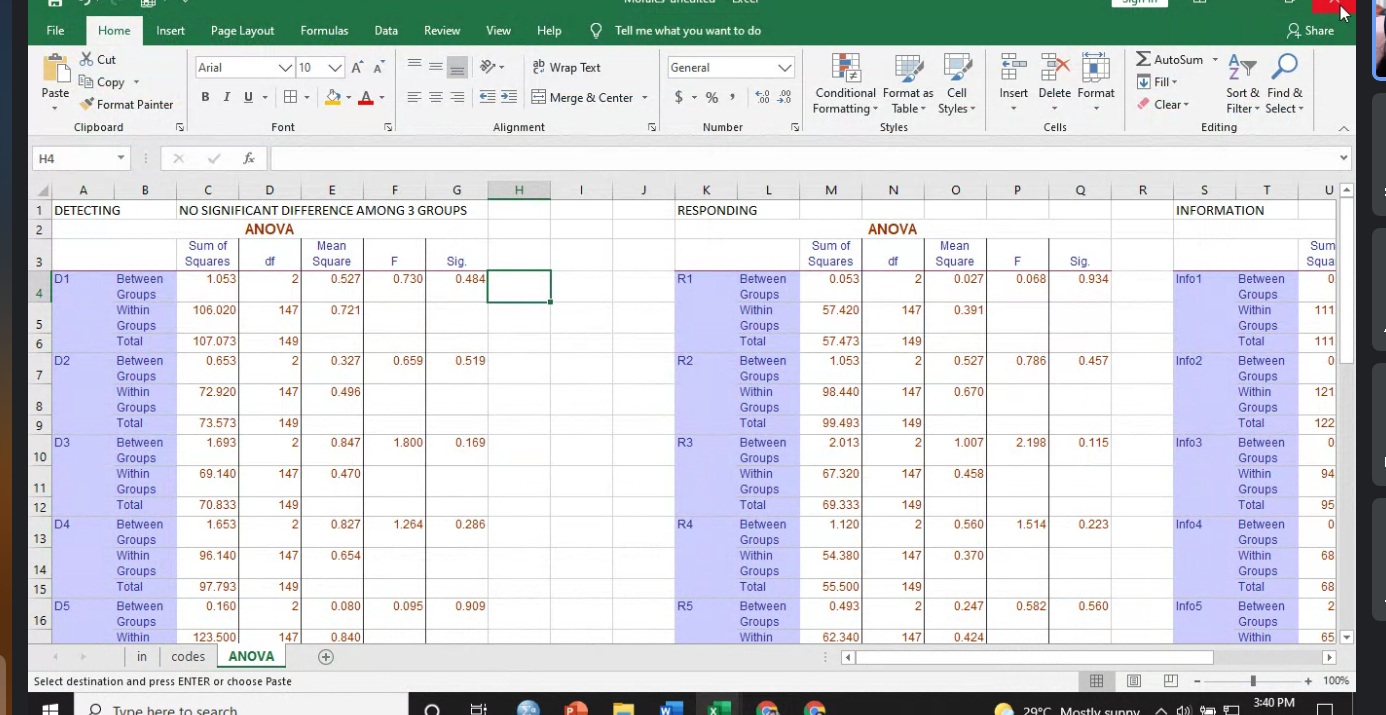 File Home Insert Page Layout Formulas Data Review View Help Tell me what you want to do Share
Cut
Copy
Format Painter
Paste
Clipboard
Arial 10
B I U
Font
Wrap Text
Merge & Center
Alignment
General
$ % ,
Number
Conditional Formatting
Format as Table
Cell Styles
Styles
Insert Delete Format
Cells
AutoSum
Fill
Clear
Sort & Filter
Find & Select
Editing
H4 fx
A B C D E F G H I J K L M N O P Q R S T U
1 DETECTING NO SIGNIFICANT DIFFERENCE AMONG 3 GROUPS RESPONDING INFORMATION
2 ANOVA ANOVA
3 Sum of Squares df Mean Square F Sig. Sum of Squares df Mean Square F Sig. Sum
4 D1 Between Groups 1.053 2 0.527 0.730 0.484 R1 Between Groups 0.053 2 0.027 0.068 0.934 Info1 Between Groups 0
5 Within Groups 106.020 147 0.721 Within Groups 57.420 147 0.391 Within Groups 111
6 Total 107.073 149 Total 57.473 149 Total 111
7 D2 Between Groups 0.653 2 0.327 0.659 0.519 R2 Between Groups 1.053 2 0.527 0.786 0.457 Info2 Between Groups 0
8 Within Groups 72.920 147 0.496 Within Groups 98.440 147 0.670 Within Groups 121
9 Total 73.573 149 Total 99.493 149 Total 122
10 D3 Between Groups 1.693 2 0.847 1.800 0.169 R3 Between Groups 2.013 2 1.007 2.198 0.115 Info3 Between Groups 0
11 Within Groups 69.140 147 0.470 Within Groups 67.320 147 0.458 Within Groups 94
12 Total 70.833 149 Total 69.333 149 Total 95
13 D4 Between Groups 1.653 2 0.827 1.264 0.286 R4 Between Groups 1.120 2 0.560 1.514 0.223 Info4 Between Groups 0
14 Within Groups 96.140 147 0.654 Within Groups 54.380 147 0.370 Within Groups 68
15 Total 97.793 149 Total 55.500 149 Total 68
16 D5 Between Groups 0.160 2 0.080 0.095 0.909 R5 Between Groups 0.493 2 0.247 0.582 0.560 Info5 Between Groups 2
Within 123.500 147 0.840 Within 62.340 147 0.424 Within 65
in codes ANOVA
Select destination and press ENTER or choose Paste 100%
Type here to search 29°C Mostly sunny 3:40 PM